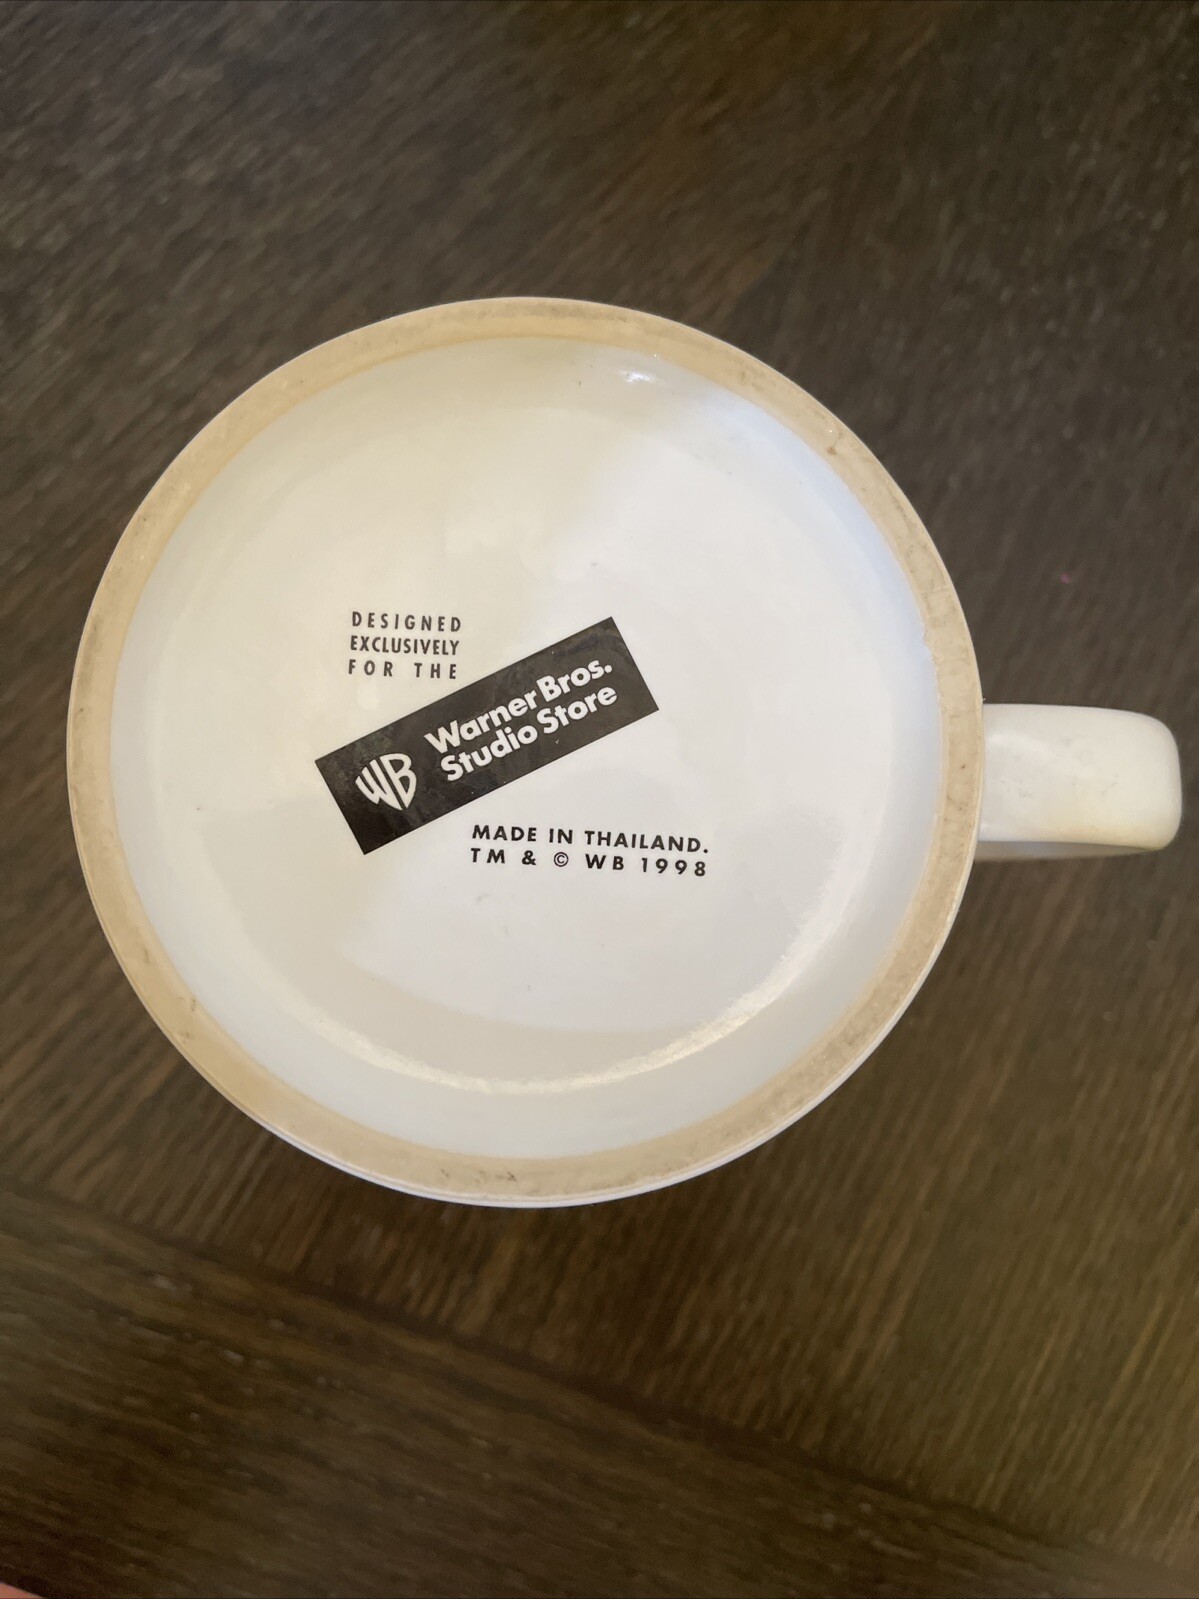 DESIGNED
EXCLUSIVELY
FOR THE
WB
Warner Bros.
Studio Store
MADE IN THAILAND.
TM & © WB 1998